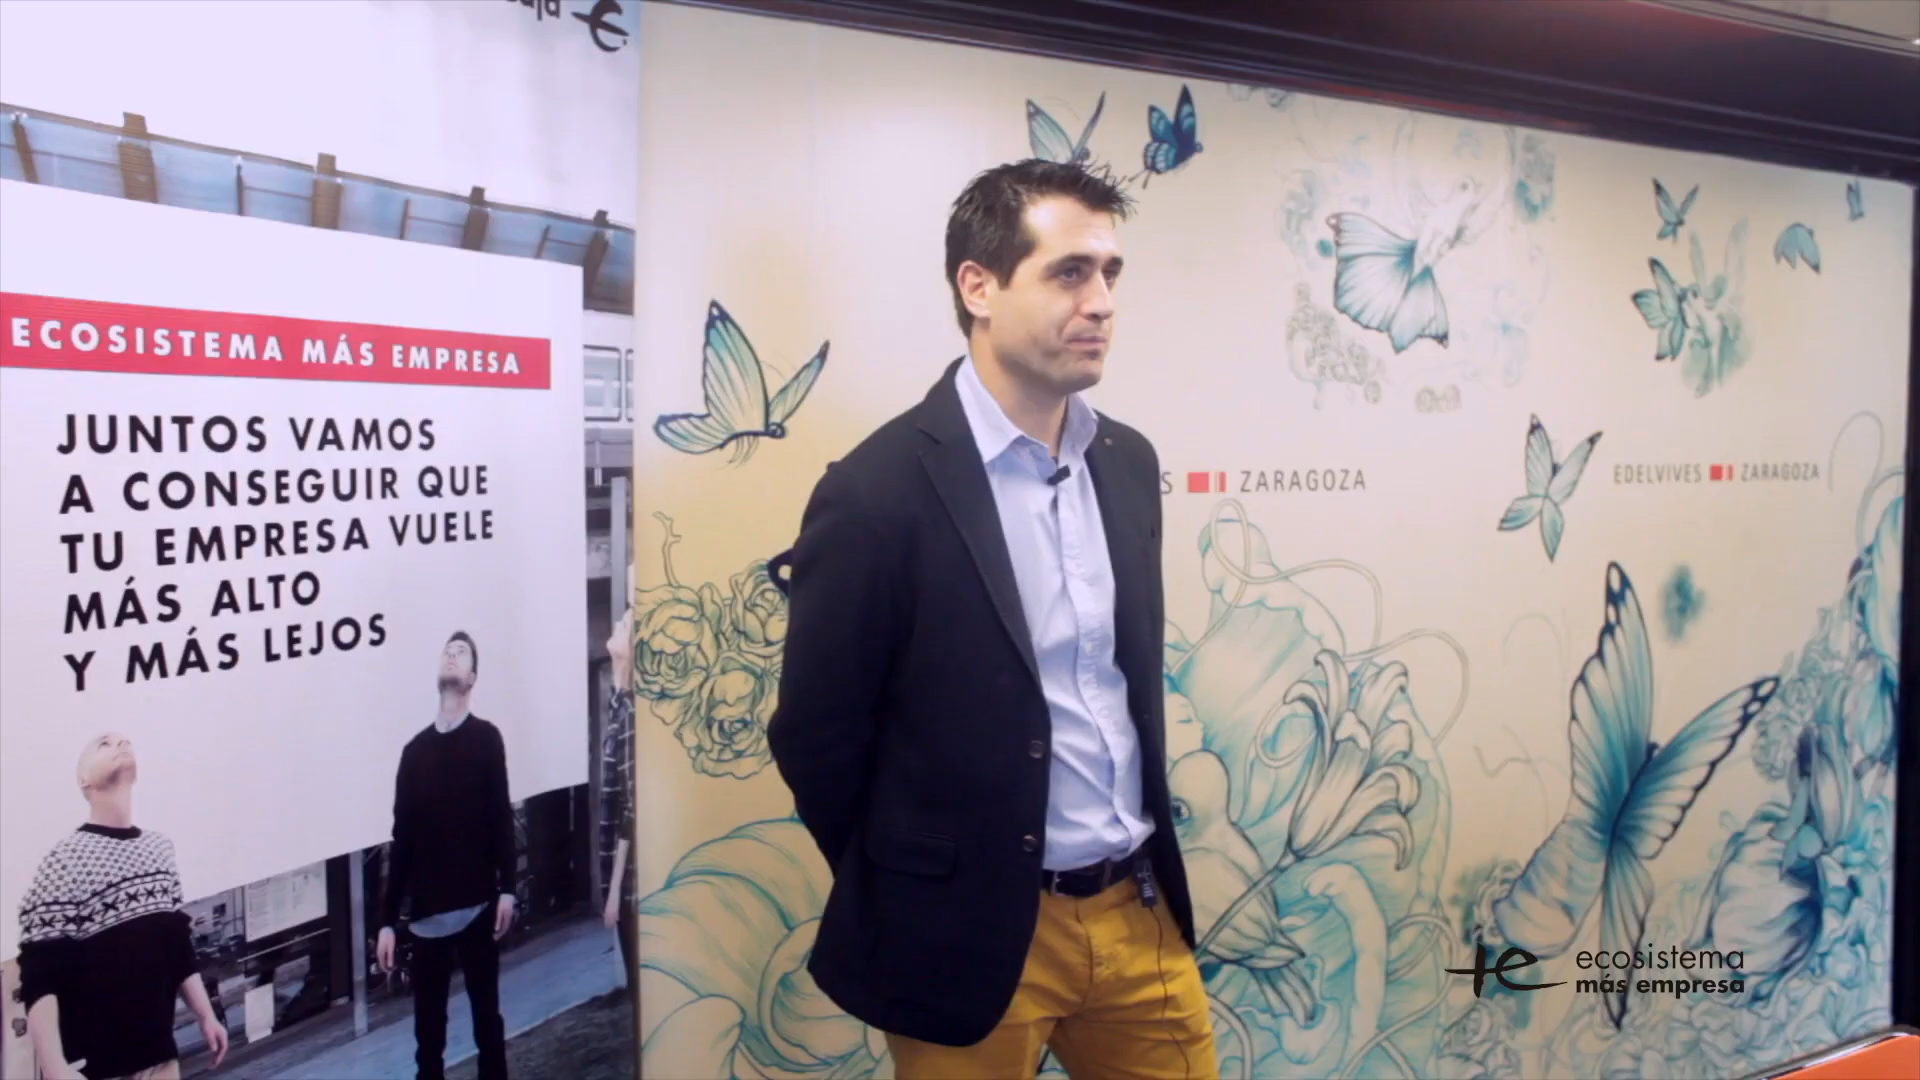 ECOSISTEMA MÁS EMPRESA
JUNTOS VAMOS
A CONSEGUIR QUE
TU EMPRESA VUELE
MÁS ALTO
Y MÁS LEJOS
S ZARAGOZA
EDELVIVES ZARAGOZA
+e ecosistema
más empresa